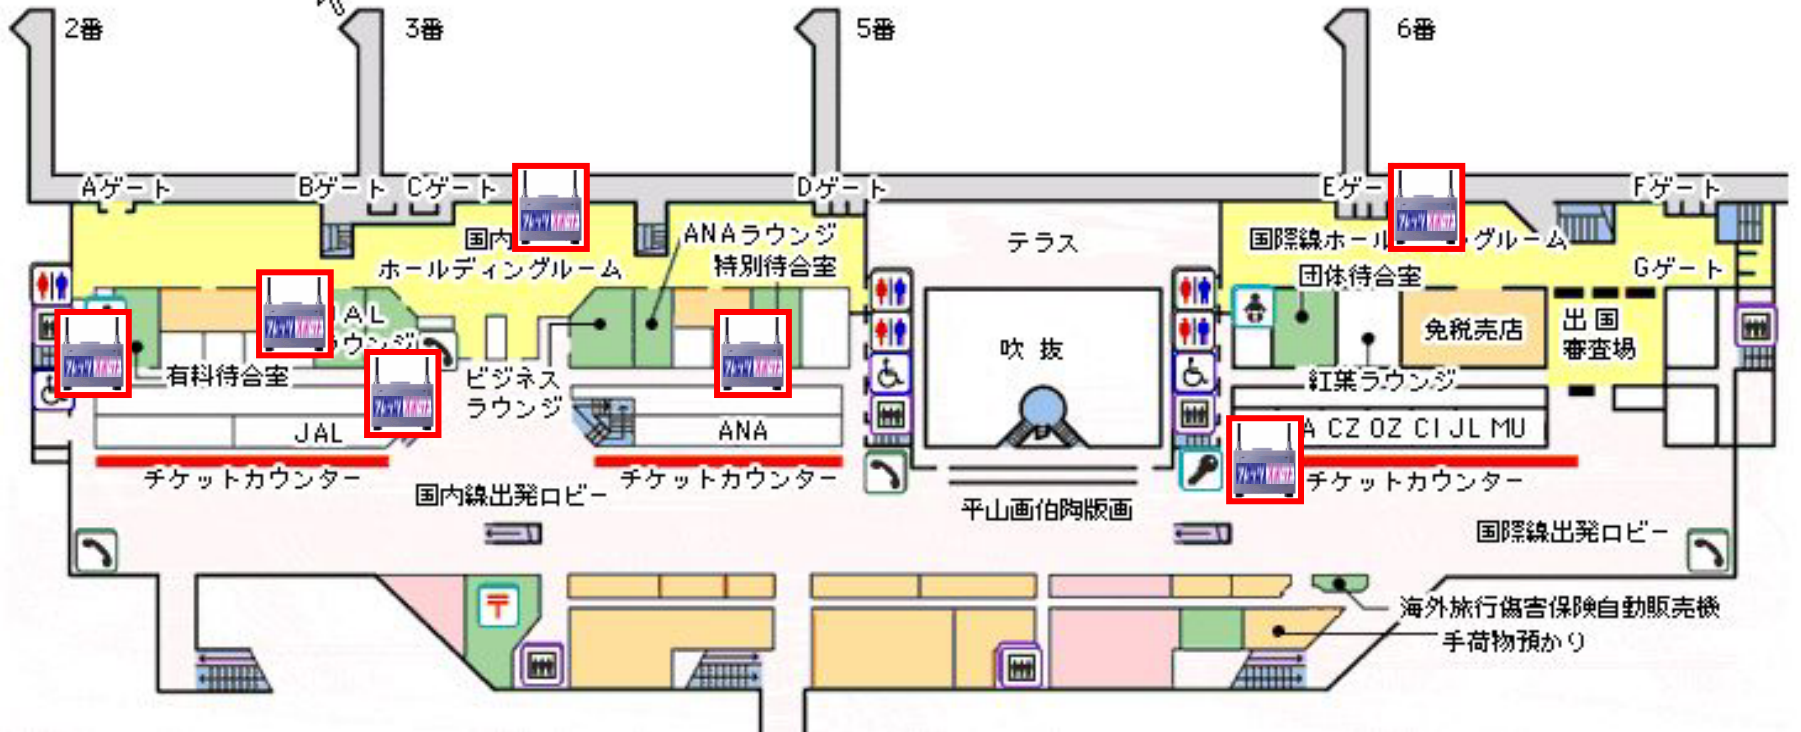 2番
3番
5番
6番
Aゲート
Bゲート
Cゲート
Dゲート
Eゲー
Fゲート
国内
ホールディングルーム
ANAラウンジ
特別待合室
テラス
国際線ホール
グルーム
Gゲート
団体待合室
AL
ラウンジ
有料待合室
ビジネス
ラウンジ
吹 抜
免税売店
出 国
審査場
紅葉ラウンジ
JAL
ANA
A CZ OZ CI JL MU
チケットカウンター
チケットカウンター
チケットカウンター
国内線出発ロビー
平山画伯陶版画
国際線出発ロビー
〒
海外旅行傷害保険自動販売機
手荷物預かり